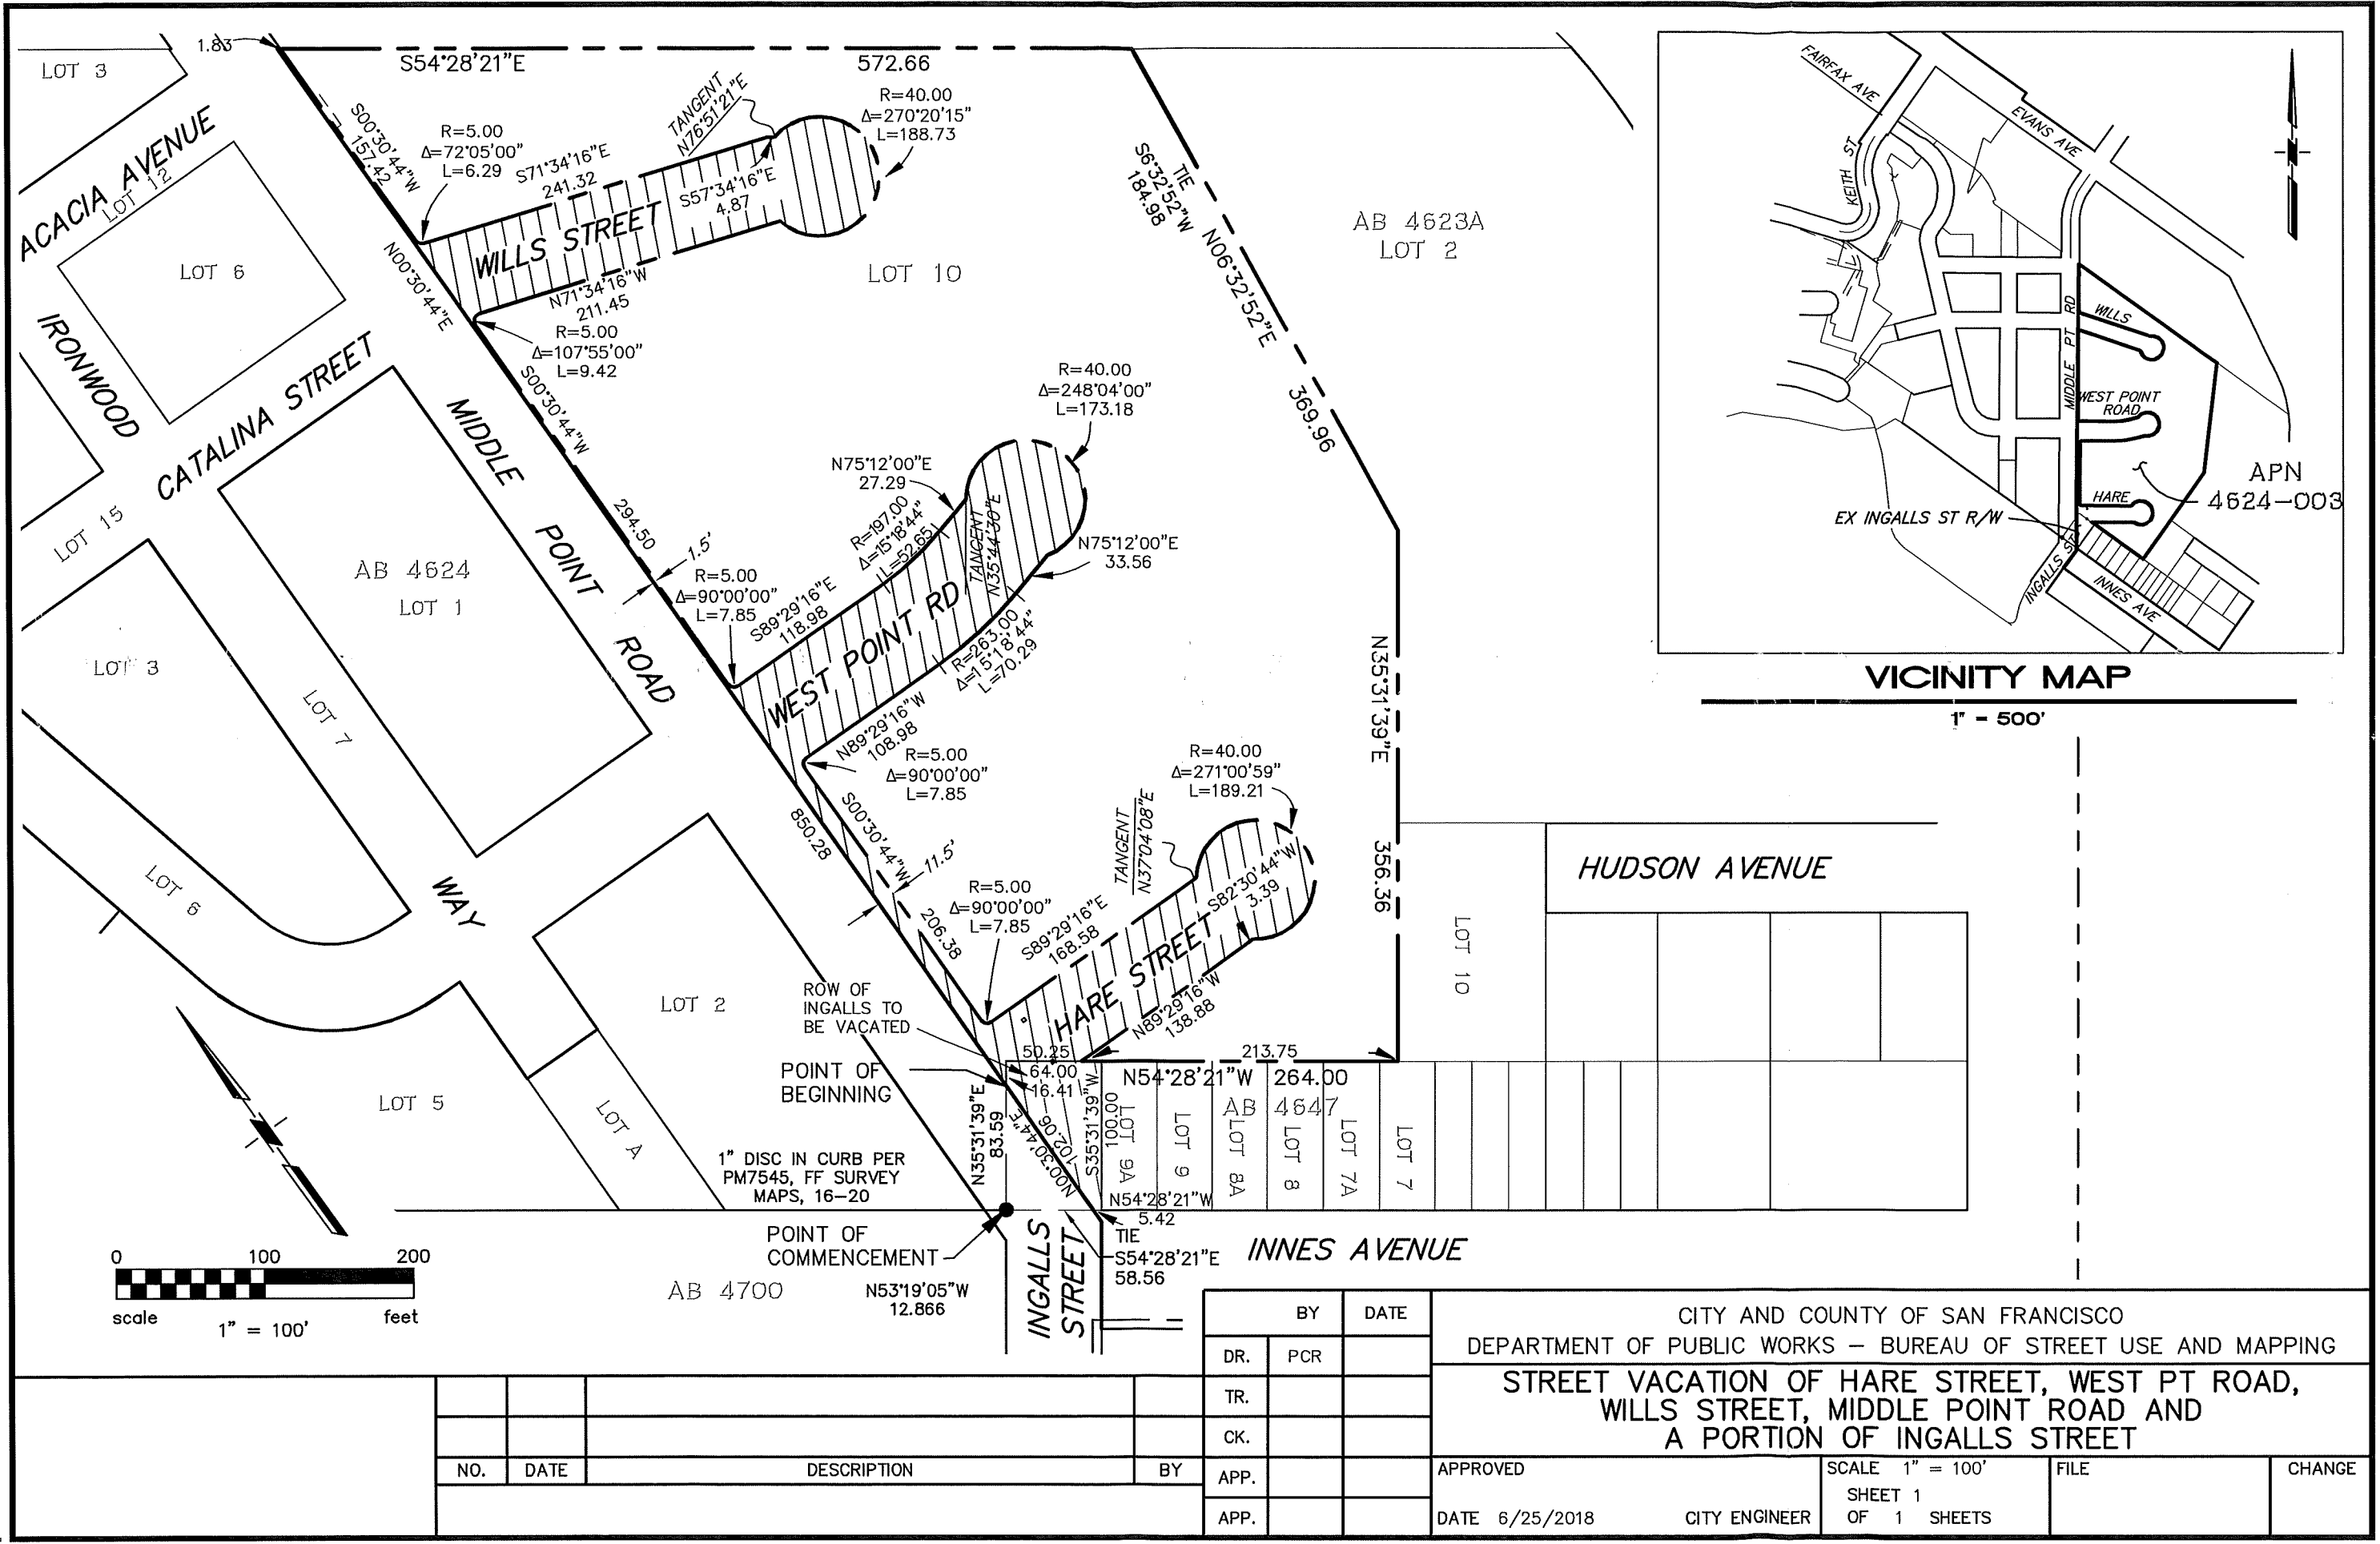 1.83
LOT 3
S54°28'21"E
572.66
ACACIA AVENUE
LOT 12
LOT 6
IRONWOOD
WAY
CATALINA STREET
LOT 15
S00°30'44"W
157.42
R=5.00
Δ=72°05'00"
L=6.29
S71°34'16"E
241.32
TANGENT
N76°51'21"E
R=40.00
Δ=270°20'15"
L=188.73
S57°34'16"E
4.87
WILLS STREET
N71°34'16"W
211.45
N00°30'44"E
R=5.00
Δ=107°55'00"
L=9.42
LOT 10
TIE
S6°32'52"W
184.98
N06°32'52"E
369.96
AB 4623A
LOT 2
S00°30'44"W
294.50
1.5'
MIDDLE POINT ROAD
AB 4624
LOT 1
LOT 3
LOT 7
LOT 6
R=40.00
Δ=248°04'00"
L=173.18
N75°12'00"E
27.29
R=197.00
Δ=15°18'44"
L=52.65
TANGENT
N35°44'30"E
N75°12'00"E
33.56
R=5.00
Δ=90°00'00"
L=7.85
S89°29'16"E
118.98
WEST POINT RD
R=263.00
Δ=15°18'44"
L=70.29
N89°29'16"W
108.98
R=5.00
Δ=90°00'00"
L=7.85
850.28
S00°30'44"W
206.38
11.5'
N35°31'39"E
356.36
R=40.00
Δ=271°00'59"
L=189.21
TANGENT
N37°04'08"E
R=5.00
Δ=90°00'00"
L=7.85
S89°29'16"E
168.58
S82°30'44"W
3.39
HARE STREET
N89°29'16"W
138.88
HUDSON AVENUE
LOT 10
LOT 2
LOT 5
LOT A
ROW OF
INGALLS TO
BE VACATED
POINT OF
BEGINNING
50.25
64.00
16.41
213.75
N54°28'21"W 264.00
AB 4647
N35°31'39"E
83.59
N00°30'44"E
102.06
S35°31'39"W
100.00
LOT 9A
LOT 9
LOT 8A
LOT 8
LOT 7A
LOT 7
1" DISC IN CURB PER
PM7545, FF SURVEY
MAPS, 16-20
N54°28'21"W
5.42
TIE
S54°28'21"E
58.56
POINT OF
COMMENCEMENT
N53°19'05"W
12.866
INGALLS
STREET
INNES AVENUE
AB 4700
0 100 200
scale feet
1" = 100'
FAIRFAX AVE
EVANS AVE
KEITH ST
MIDDLE PT RD
WILLS
WEST POINT
ROAD
HARE
APN
4624-003
EX INGALLS ST R/W
INGALLS ST
INNES AVE
VICINITY MAP
1" = 500'
NO. DATE DESCRIPTION BY
BY DATE
DR. PCR
TR.
CK.
APP.
APP.
CITY AND COUNTY OF SAN FRANCISCO
DEPARTMENT OF PUBLIC WORKS – BUREAU OF STREET USE AND MAPPING
STREET VACATION OF HARE STREET, WEST PT ROAD,
WILLS STREET, MIDDLE POINT ROAD AND
A PORTION OF INGALLS STREET
APPROVED
DATE 6/25/2018 CITY ENGINEER
SCALE 1" = 100'
SHEET 1
OF 1 SHEETS
FILE
CHANGE